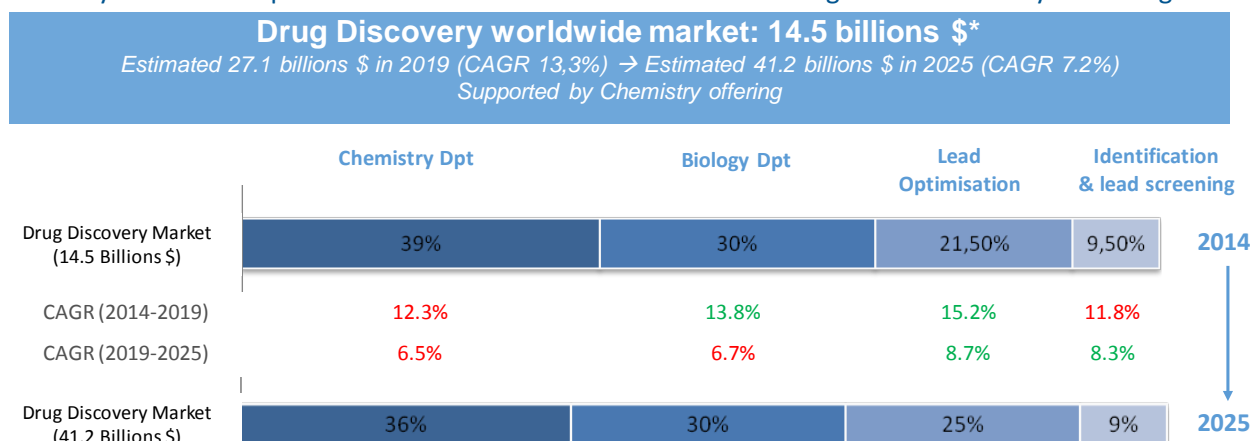 Drug Discovery worldwide market: 14.5 billions $*
Estimated 27.1 billions $ in 2019 (CAGR 13,3%) → Estimated 41.2 billions $ in 2025 (CAGR 7.2%)
Supported by Chemistry offering
Chemistry Dpt
Biology Dpt
Lead
Optimisation
Identification
& lead screening
Drug Discovery Market
(14.5 Billions $)
39%
30%
21,50%
9,50%
2014
CAGR (2014-2019)
12.3%
13.8%
15.2%
11.8%
CAGR (2019-2025)
6.5%
6.7%
8.7%
8.3%
Drug Discovery Market
(41.2 Billions $)
36%
30%
25%
9%
2025